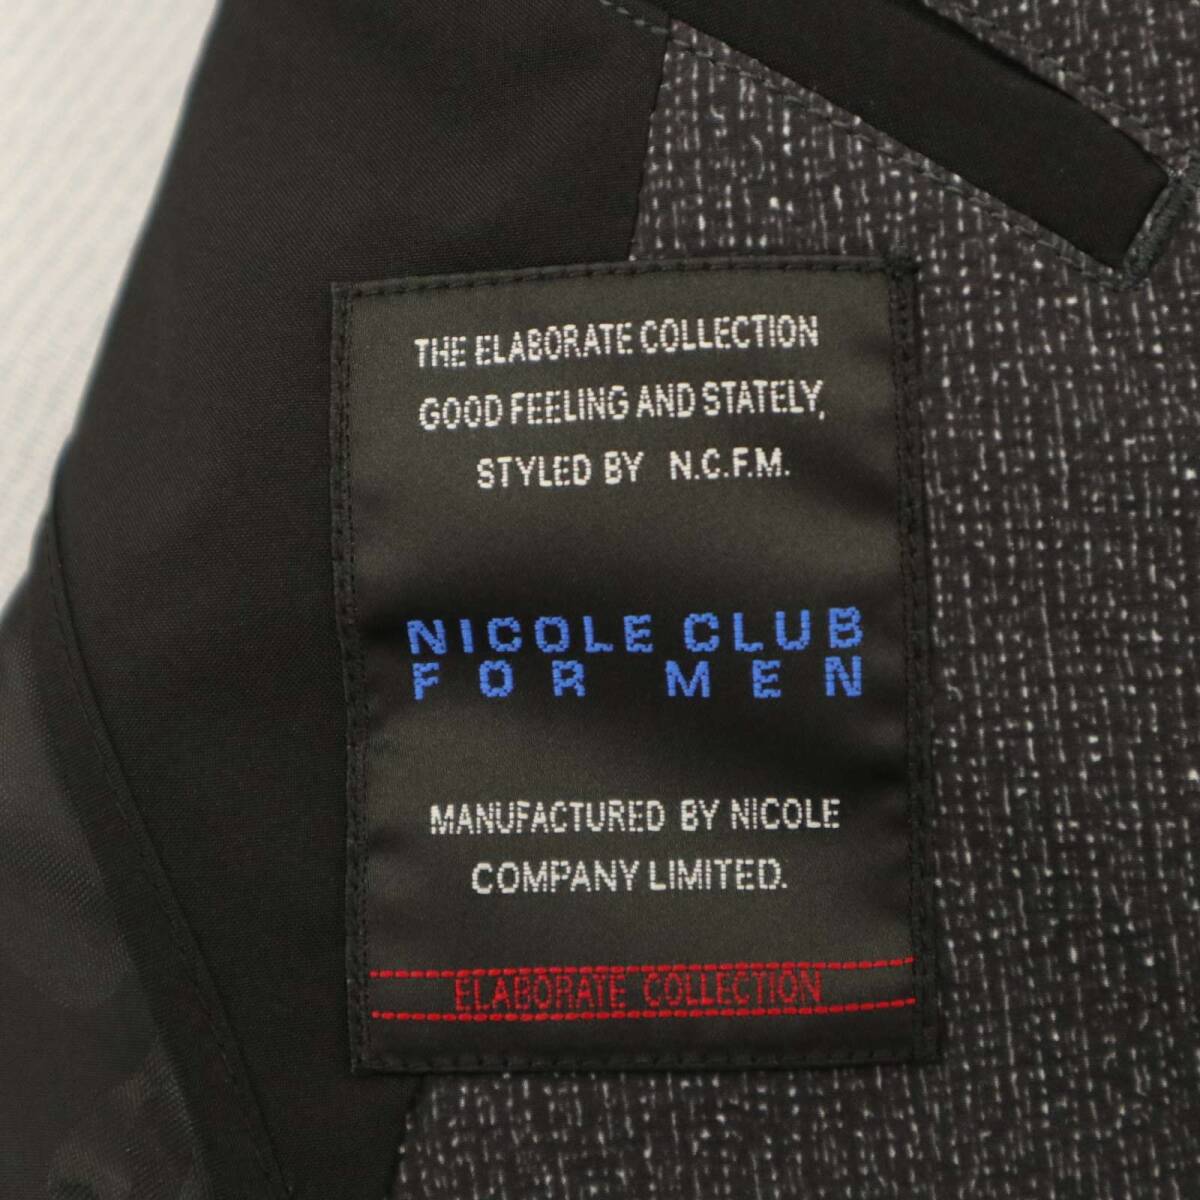 THE ELABORATE COLLECTION
GOOD FEELING AND STATELY,
STYLED BY N.C.F.M.
NICOLE CLUB
FOR MEN
MANUFACTURED BY NICOLE
COMPANY LIMITED.
ELABORATE COLLECTION